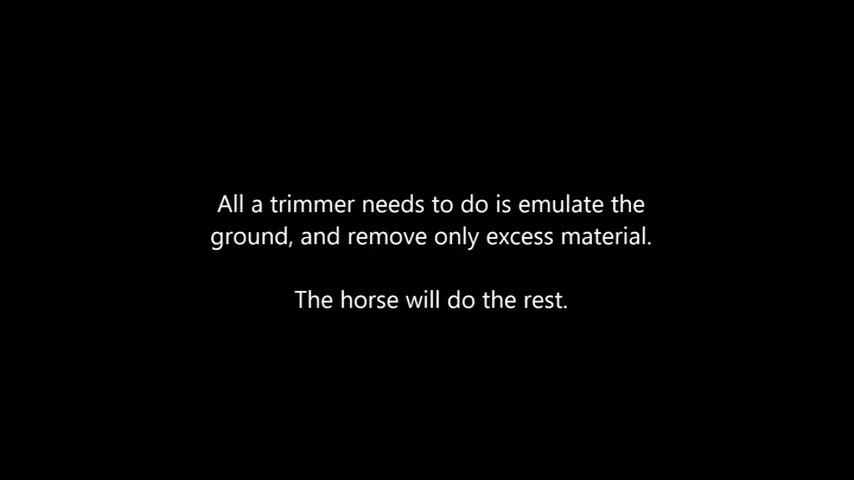 All a trimmer needs to do is emulate the
ground, and remove only excess material.
The horse will do the rest.